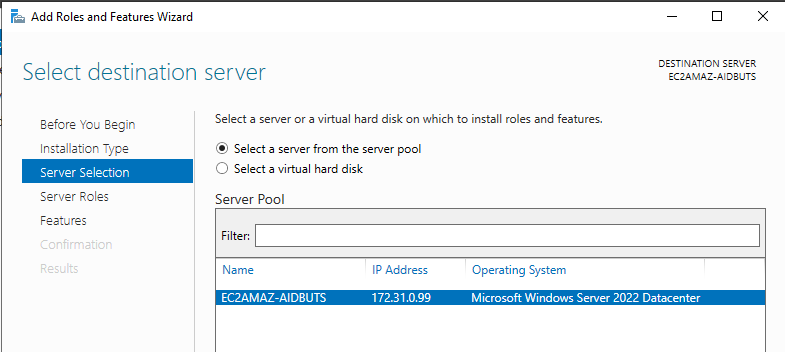 Add Roles and Features Wizard
Select destination server
DESTINATION SERVER
EC2AMAZ-AIDBUTS
Before You Begin
Installation Type
Server Selection
Server Roles
Features
Confirmation
Results
Select a server or a virtual hard disk on which to install roles and features.
Select a server from the server pool
Select a virtual hard disk
Server Pool
Filter:
Name IP Address Operating System
EC2AMAZ-AIDBUTS 172.31.0.99 Microsoft Windows Server 2022 Datacenter